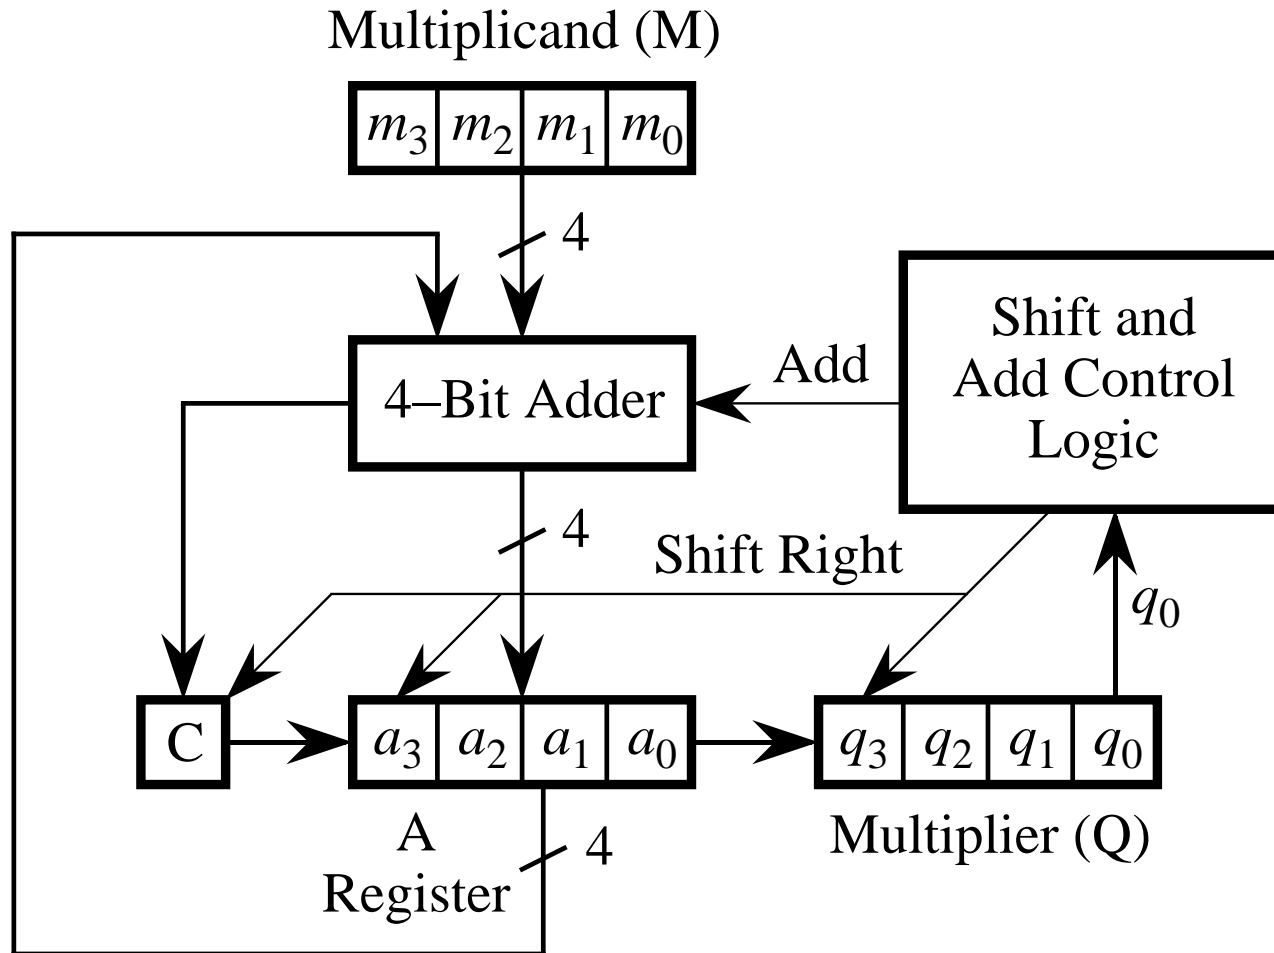 Multiplicand (M)
m3 m2 m1 m0
4
Shift and
Add Control
Logic
Add
4–Bit Adder
4
Shift Right
q0
C
a3 a2 a1 a0
q3 q2 q1 q0
A
Register
4
Multiplier (Q)